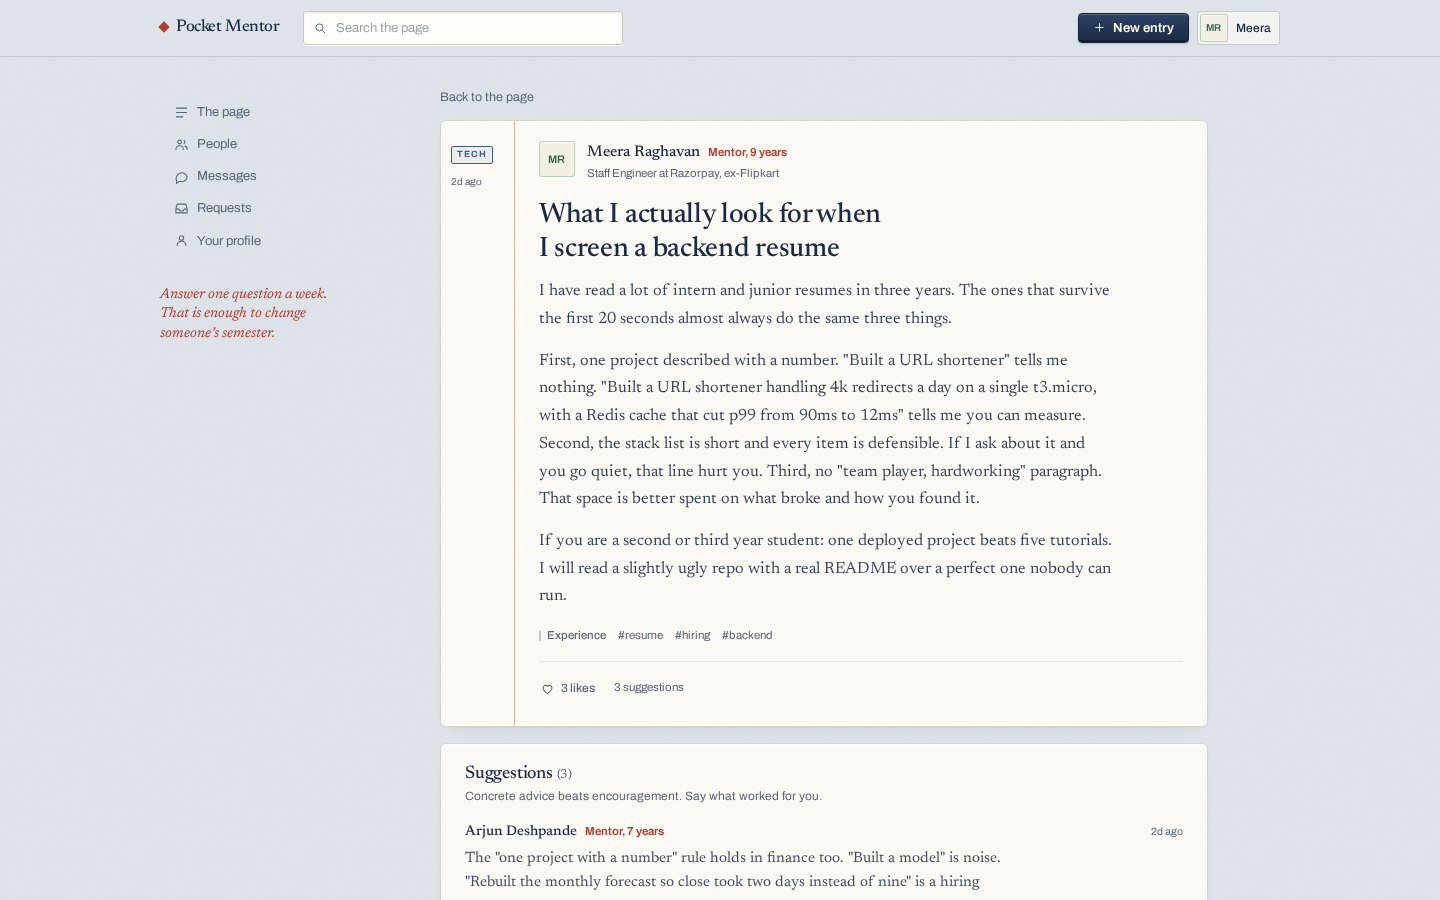 Pocket Mentor
Search the page
New entry
MR
Meera
The page
People
Messages
Requests
Your profile
Answer one question a week.
That is enough to change
someone's semester.
Back to the page
TECH
2d ago
MR
Meera Raghavan Mentor, 9 years
Staff Engineer at Razorpay, ex-Flipkart
What I actually look for when
I screen a backend resume
I have read a lot of intern and junior resumes in three years. The ones that survive
the first 20 seconds almost always do the same three things.
First, one project described with a number. "Built a URL shortener" tells me
nothing. "Built a URL shortener handling 4k redirects a day on a single t3.micro,
with a Redis cache that cut p99 from 90ms to 12ms" tells me you can measure.
Second, the stack list is short and every item is defensible. If I ask about it and
you go quiet, that line hurt you. Third, no "team player, hardworking" paragraph.
That space is better spent on what broke and how you found it.
If you are a second or third year student: one deployed project beats five tutorials.
I will read a slightly ugly repo with a real README over a perfect one nobody can
run.
| Experience #resume #hiring #backend
3 likes 3 suggestions
Suggestions (3)
Concrete advice beats encouragement. Say what worked for you.
Arjun Deshpande Mentor, 7 years 2d ago
The "one project with a number" rule holds in finance too. "Built a model" is noise.
"Rebuilt the monthly forecast so close took two days instead of nine" is a hiring